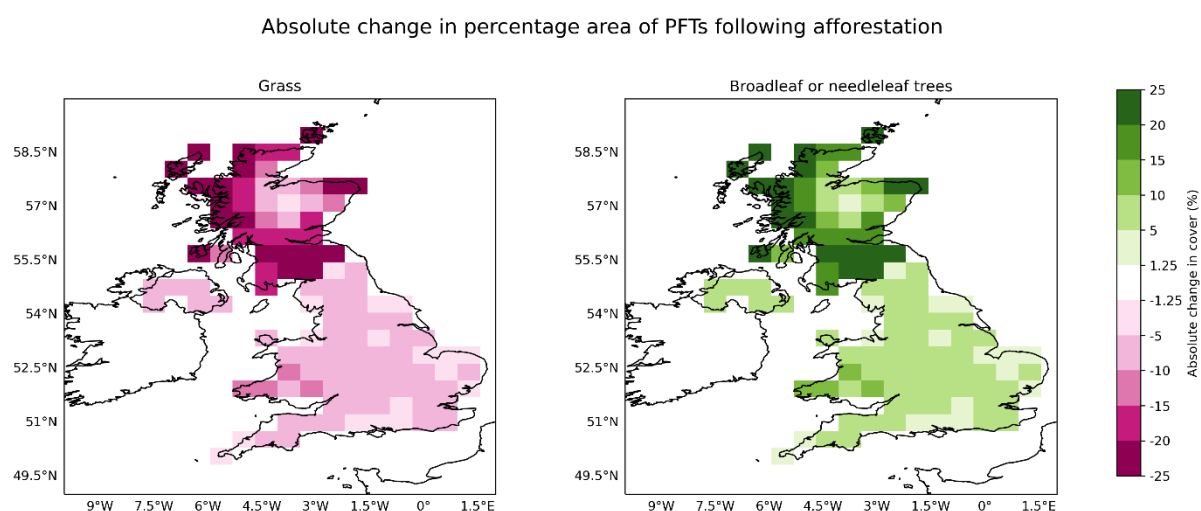 Absolute change in percentage area of PFTs following afforestation
Grass
58.5°N
57°N
55.5°N
54°N
52.5°N
51°N
49.5°N
9°W 7.5°W 6°W 4.5°W 3°W 1.5°W 0° 1.5°E
Broadleaf or needleleaf trees
58.5°N
57°N
55.5°N
54°N
52.5°N
51°N
49.5°N
9°W 7.5°W 6°W 4.5°W 3°W 1.5°W 0° 1.5°E
25
20
15
10
5
1.25
-1.25
-5
-10
-15
-20
-25
Absolute change in cover (%)